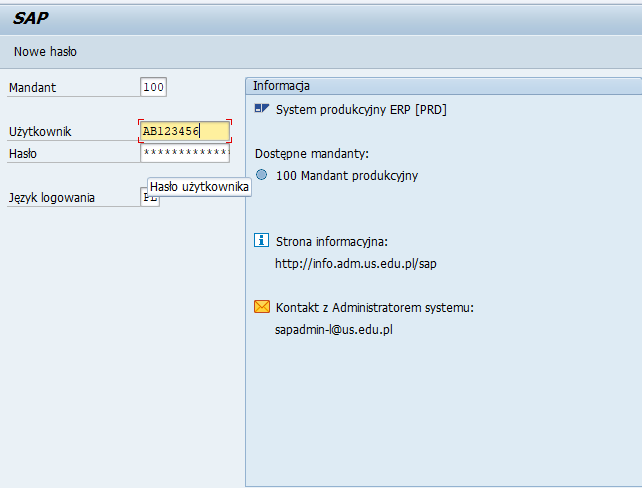 SAP
Nowe hasło
Mandant 100
Użytkownik AB123456
Hasło *************
Hasło użytkownika
Język logowania
Informacja
System produkcyjny ERP [PRD]
Dostępne mandanty:
100 Mandant produkcyjny
Strona informacyjna:
http://info.adm.us.edu.pl/sap
Kontakt z Administratorem systemu:
sapadmin-l@us.edu.pl